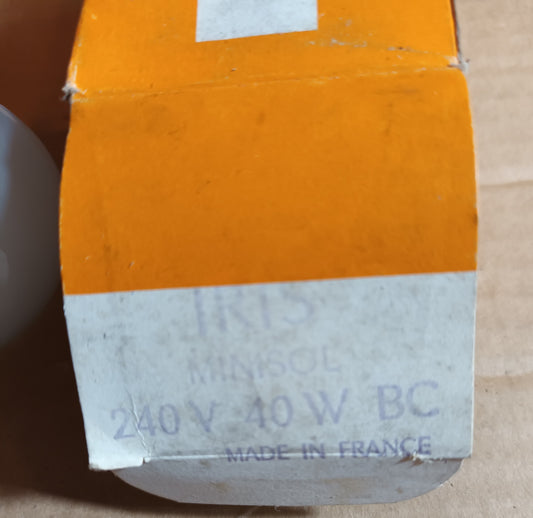 IRIS
MINISOL
240 V 40 W BC
MADE IN FRANCE